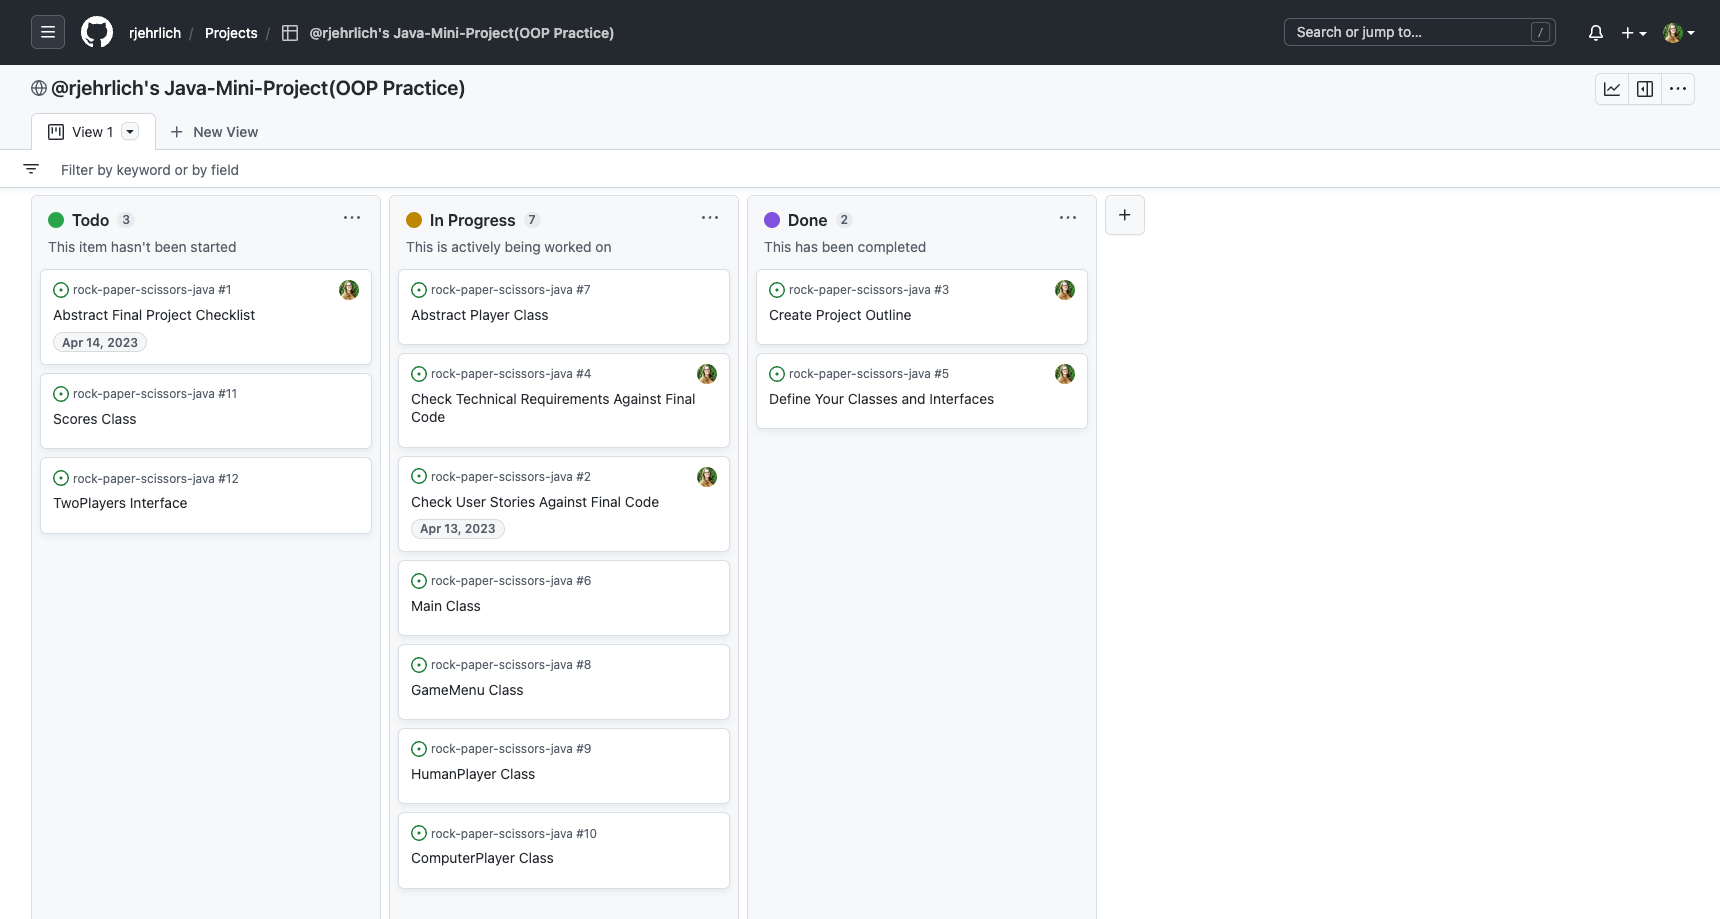 rjehrlich / Projects / @rjehrlich's Java-Mini-Project(OOP Practice)
Search or jump to... /
@rjehrlich's Java-Mini-Project(OOP Practice)
View 1
New View
Filter by keyword or by field
Todo 3
This item hasn't been started
rock-paper-scissors-java #1
Abstract Final Project Checklist
Apr 14, 2023
rock-paper-scissors-java #11
Scores Class
rock-paper-scissors-java #12
TwoPlayers Interface
In Progress 7
This is actively being worked on
rock-paper-scissors-java #7
Abstract Player Class
rock-paper-scissors-java #4
Check Technical Requirements Against Final
Code
rock-paper-scissors-java #2
Check User Stories Against Final Code
Apr 13, 2023
rock-paper-scissors-java #6
Main Class
rock-paper-scissors-java #8
GameMenu Class
rock-paper-scissors-java #9
HumanPlayer Class
rock-paper-scissors-java #10
ComputerPlayer Class
Done 2
This has been completed
rock-paper-scissors-java #3
Create Project Outline
rock-paper-scissors-java #5
Define Your Classes and Interfaces